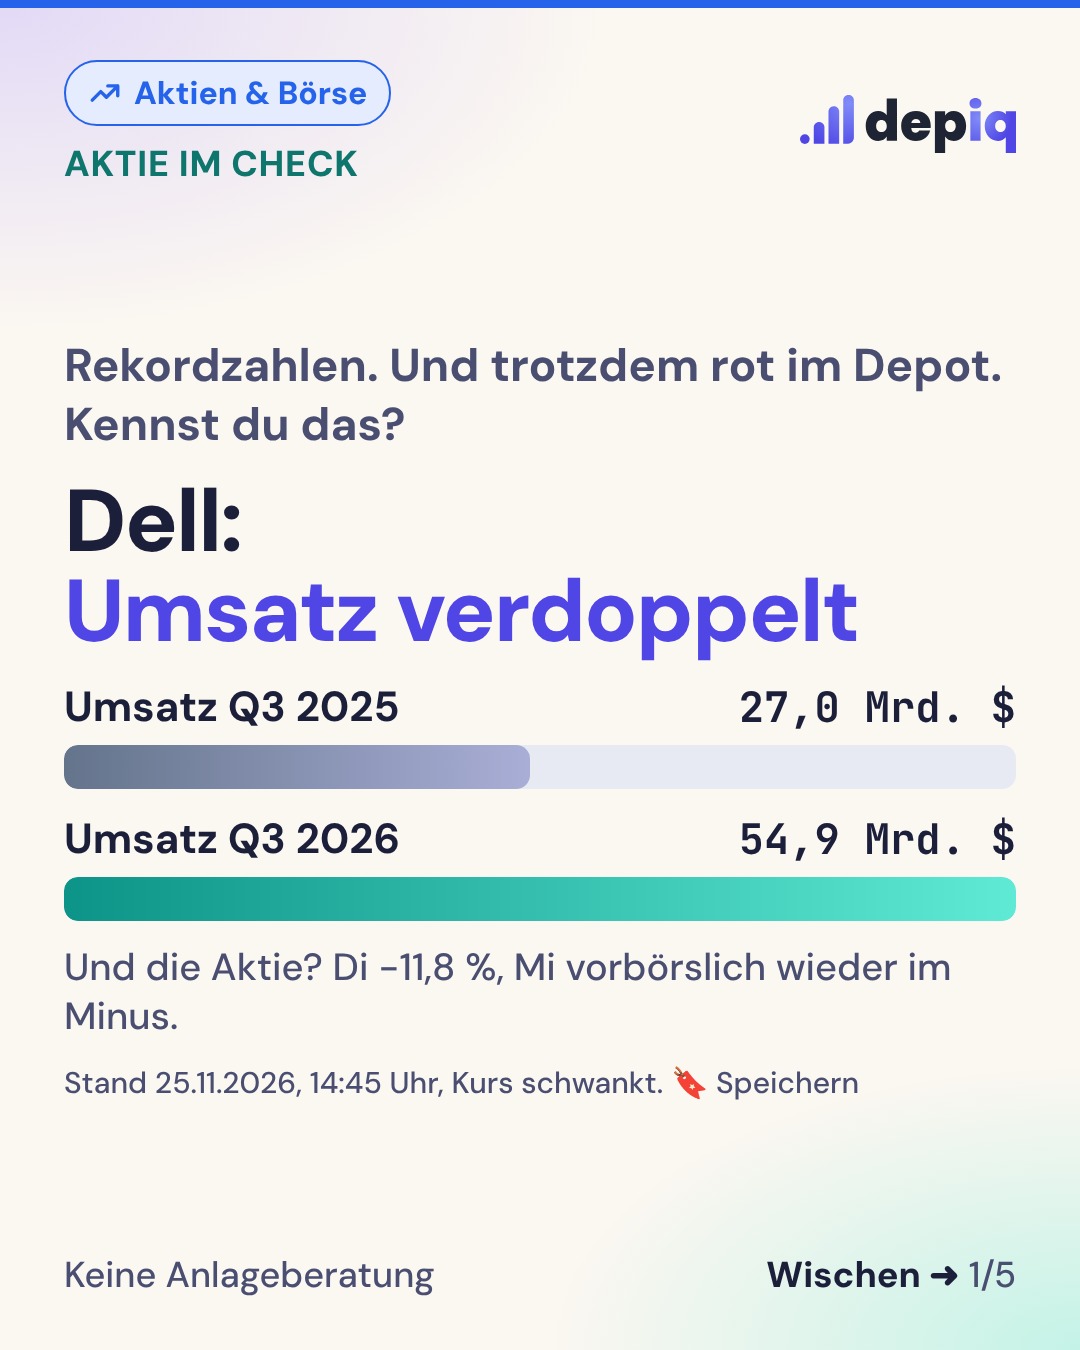 Aktien & Börse
AKTIE IM CHECK
depiq
Rekordzahlen. Und trotzdem rot im Depot.
Kennst du das?
Dell:
Umsatz verdoppelt
Umsatz Q3 2025 27,0 Mrd. $
Umsatz Q3 2026 54,9 Mrd. $
Und die Aktie? Di −11,8 %, Mi vorbörslich wieder im
Minus.
Stand 25.11.2026, 14:45 Uhr, Kurs schwankt. 🔖 Speichern
Keine Anlageberatung
Wischen ➜ 1/5